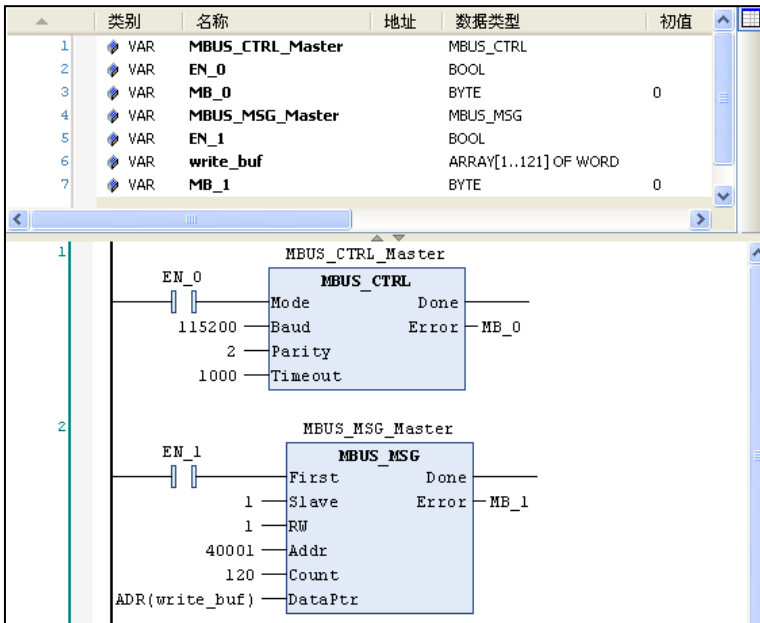 类别 名称 地址 数据类型 初值
1 VAR MBUS_CTRL_Master MBUS_CTRL
2 VAR EN_0 BOOL
3 VAR MB_0 BYTE 0
4 VAR MBUS_MSG_Master MBUS_MSG
5 VAR EN_1 BOOL
6 VAR write_buf ARRAY[1..121] OF WORD
7 VAR MB_1 BYTE 0
1 MBUS_CTRL_Master
EN_0 MBUS_CTRL
Mode Done
115200 Baud Error MB_0
2 Parity
1000 Timeout
2 MBUS_MSG_Master
EN_1 MBUS_MSG
First Done
1 Slave Error MB_1
1 RW
40001 Addr
120 Count
ADR(write_buf) DataPtr